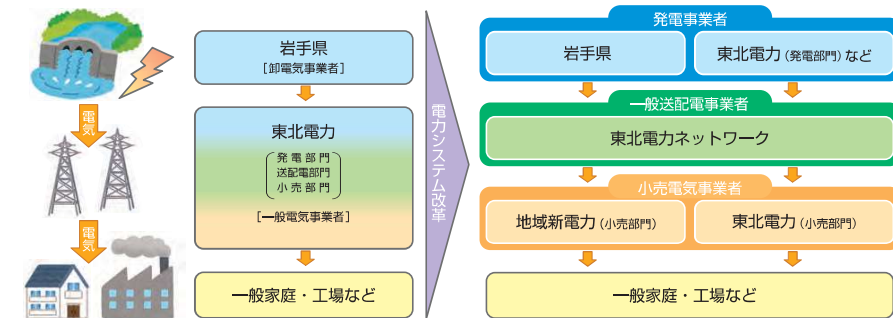 電気
電気
岩手県
[卸電気事業者]
東北電力
発電部門
送配電部門
小売部門
[一般電気事業者]
一般家庭・工場など
電力システム改革
発電事業者
岩手県
東北電力(発電部門)など
一般送配電事業者
東北電力ネットワーク
小売電気事業者
地域新電力(小売部門)
東北電力(小売部門)
一般家庭・工場など